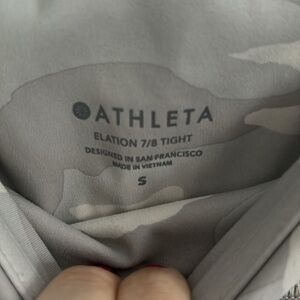 ATHLETA
ELATION 7/8 TIGHT
DESIGNED IN SAN FRANCISCO
MADE IN VIETNAM
S